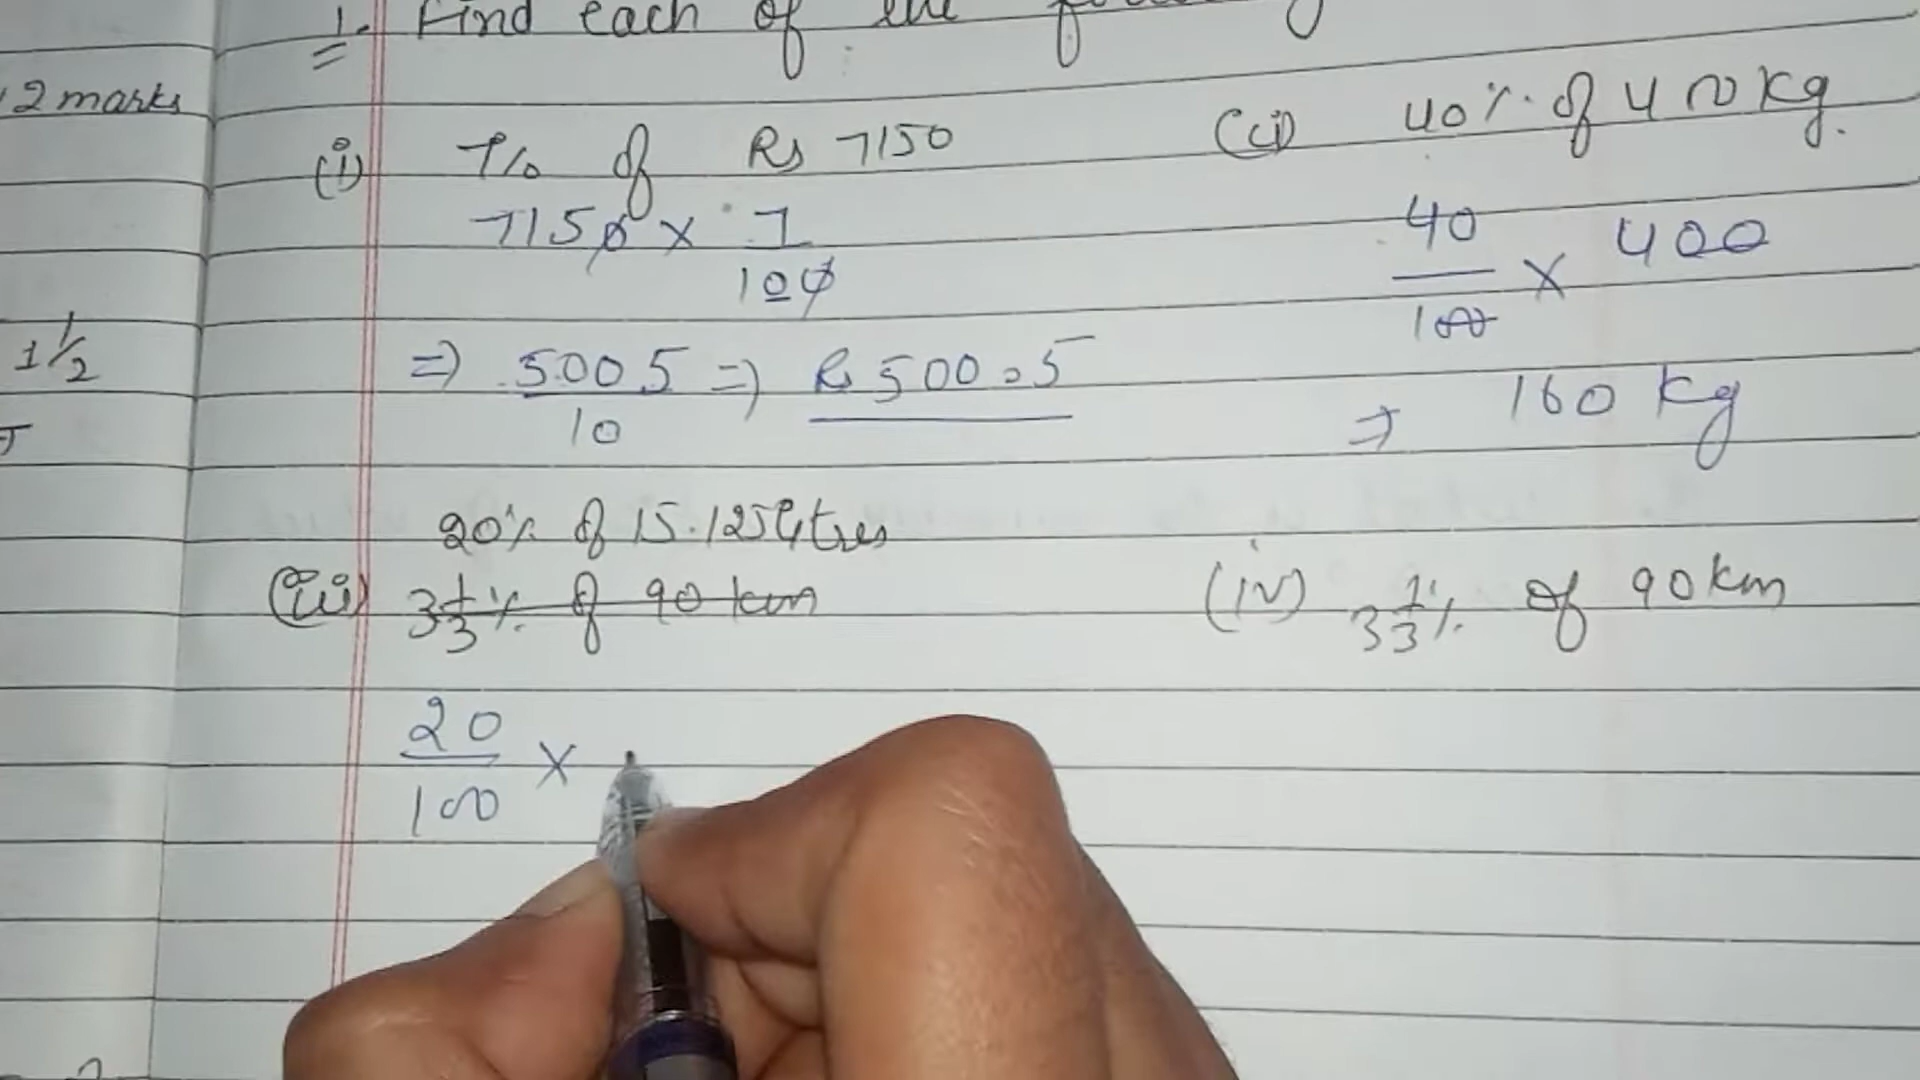 2 marks
1 1/2
1. Find each of the
(i) 7% of Rs 7150
7150 × 7/100
=> 5005/10 => Rs 500.5
(ii) 40% of 400 kg.
40/100 × 400
=> 160 kg
20% of 15.125 litres
(iii) 3 1/3 % of 90 km
20/100 ×
(iv) 3 1/3 % of 90 km